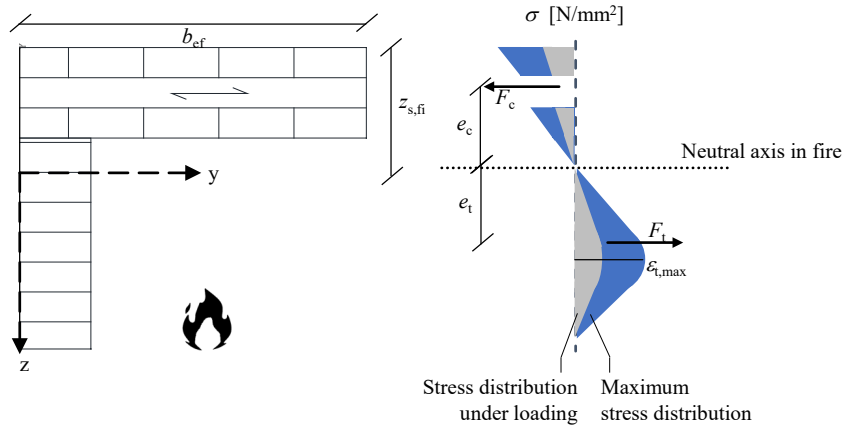 σ [N/mm²]
b_ef
z_s,fi
F_c
e_c
Neutral axis in fire
y
e_t
F_t
ε_t,max
z
Stress distribution
under loading
Maximum
stress distribution